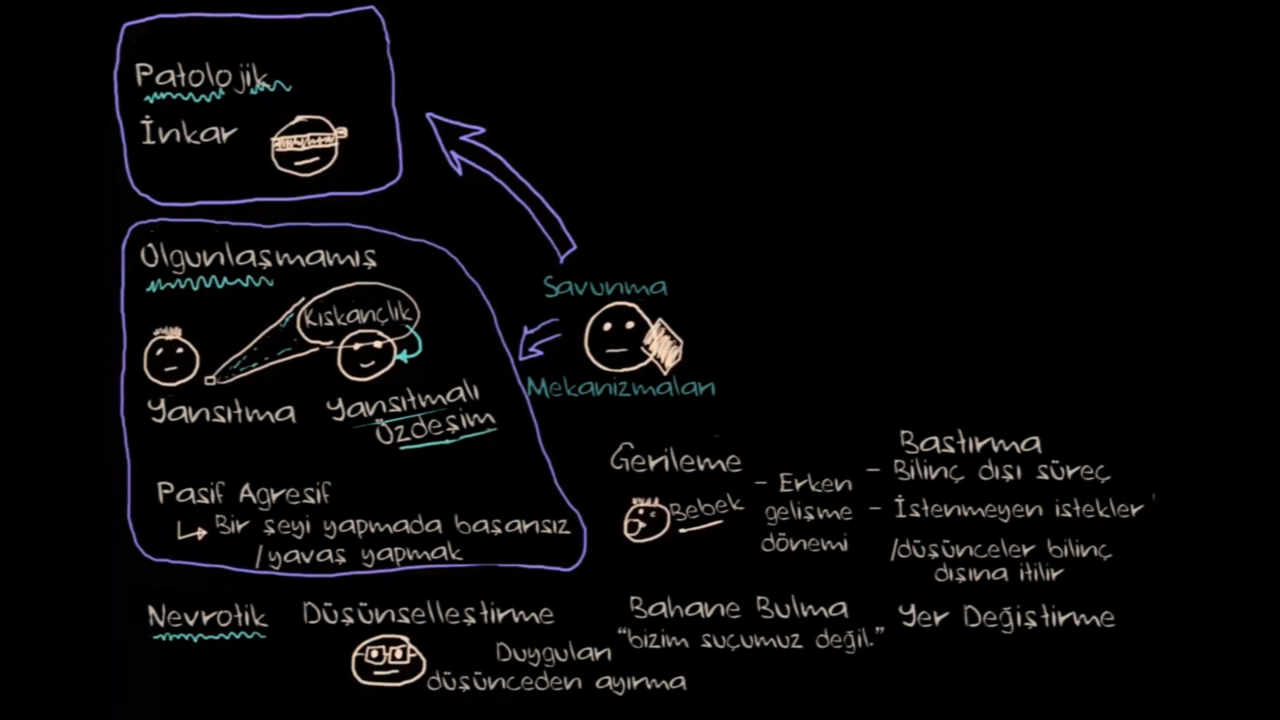 Patolojik
İnkar
Olgunlaşmamış
Kıskançlık
Yansıtma
Yansıtmalı
Özdeşim
Pasif Agresif
Bir şeyi yapmada başarısız
/yavaş yapmak
Savunma
Mekanizmaları
Gerileme
Bebek
- Erken
gelişme
dönemi
Bastırma
- Bilinç dışı süreç
- İstenmeyen istekler
/düşünceler bilinç
dışına itilir
Nevrotik
Düşünselleştirme
Duyguları
düşünceden ayırma
Bahane Bulma
"bizim suçumuz değil."
Yer Değiştirme